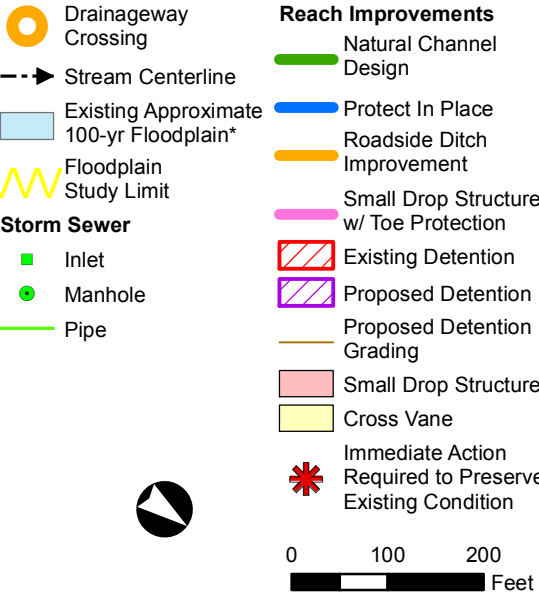 Drainageway
Crossing
Stream Centerline
Existing Approximate
100-yr Floodplain*
Floodplain
Study Limit
Storm Sewer
Inlet
Manhole
Pipe
Reach Improvements
Natural Channel
Design
Protect In Place
Roadside Ditch
Improvement
Small Drop Structure
w/ Toe Protection
Existing Detention
Proposed Detention
Proposed Detention
Grading
Small Drop Structure
Cross Vane
Immediate Action
Required to Preserve
Existing Condition
0 100 200
Feet